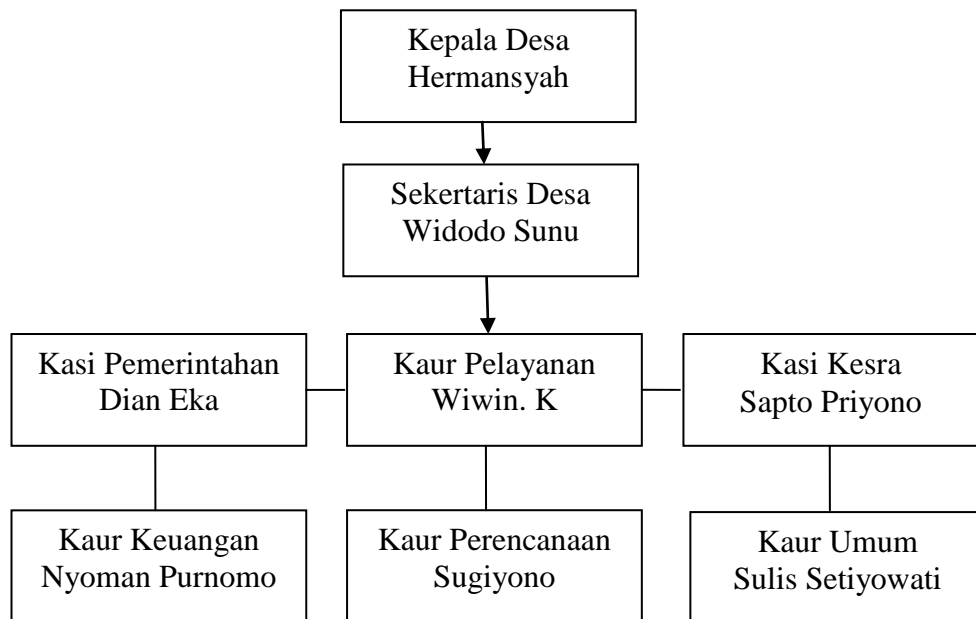 Kepala Desa
Hermansyah
Sekertaris Desa
Widodo Sunu
Kasi Pemerintahan
Dian Eka
Kaur Pelayanan
Wiwin. K
Kasi Kesra
Sapto Priyono
Kaur Keuangan
Nyoman Purnomo
Kaur Perencanaan
Sugiyono
Kaur Umum
Sulis Setiyowati